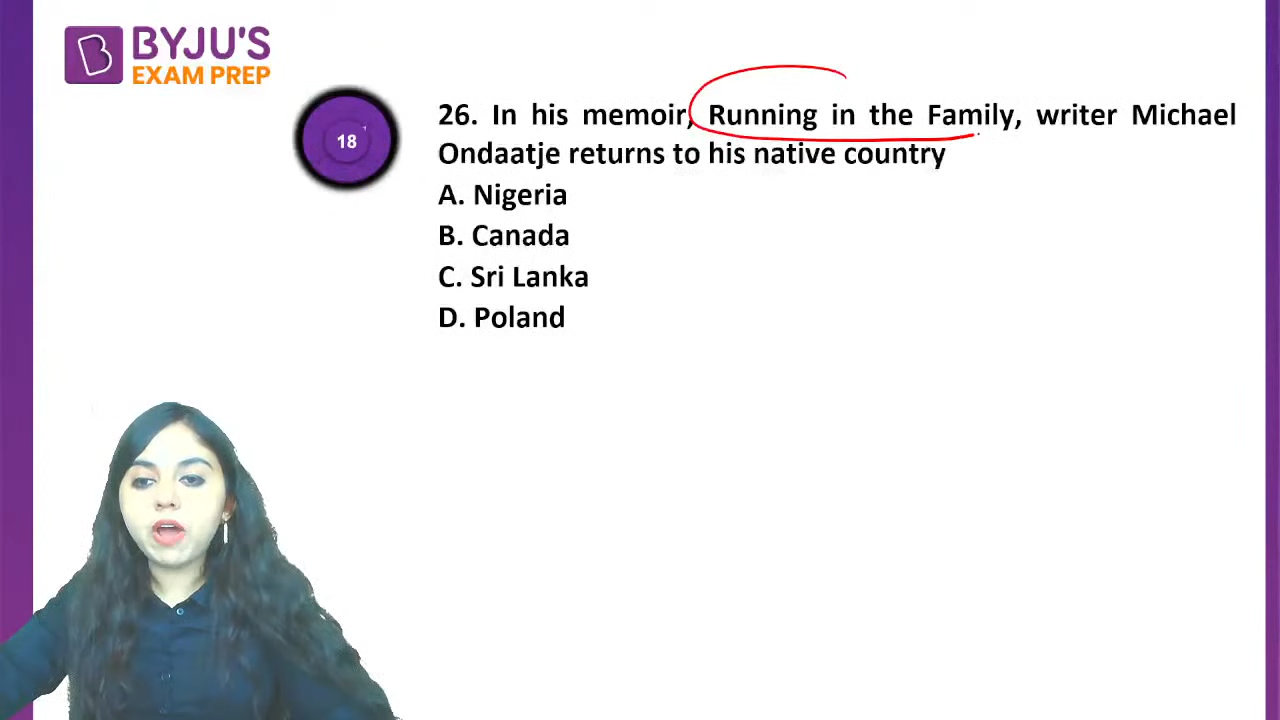 BYJU'S
EXAM PREP
18
26. In his memoir, Running in the Family, writer Michael
Ondaatje returns to his native country
A. Nigeria
B. Canada
C. Sri Lanka
D. Poland